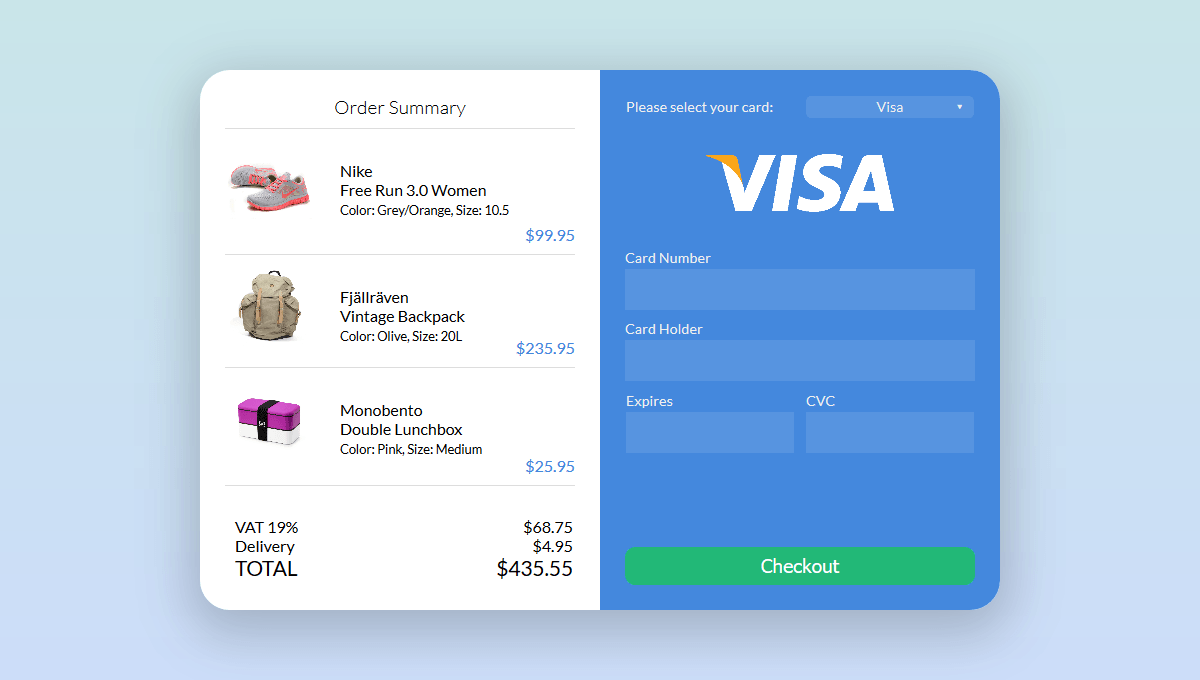 Order Summary
Nike
Free Run 3.0 Women
Color: Grey/Orange, Size: 10.5
$99.95
Fjällräven
Vintage Backpack
Color: Olive, Size: 20L
$235.95
Monobento
Double Lunchbox
Color: Pink, Size: Medium
$25.95
VAT 19% $68.75
Delivery $4.95
TOTAL $435.55
Please select your card: Visa
VISA
Card Number
Card Holder
Expires CVC
Checkout